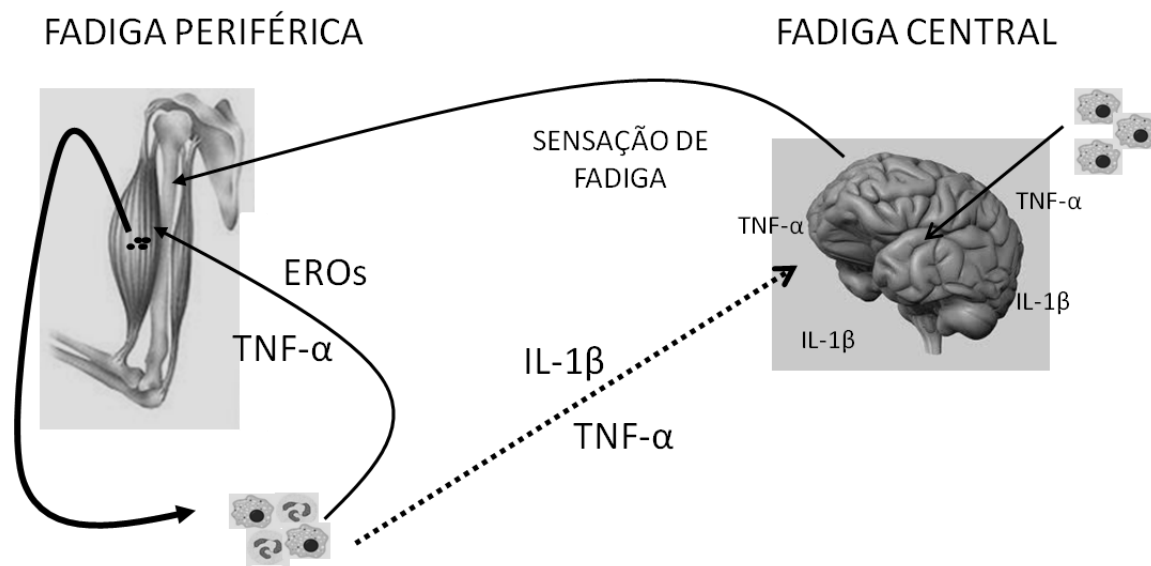 FADIGA PERIFÉRICA
FADIGA CENTRAL
SENSAÇÃO DE
FADIGA
TNF-α
TNF-α
EROs
TNF-α
IL-1β
IL-1β
IL-1β
TNF-α